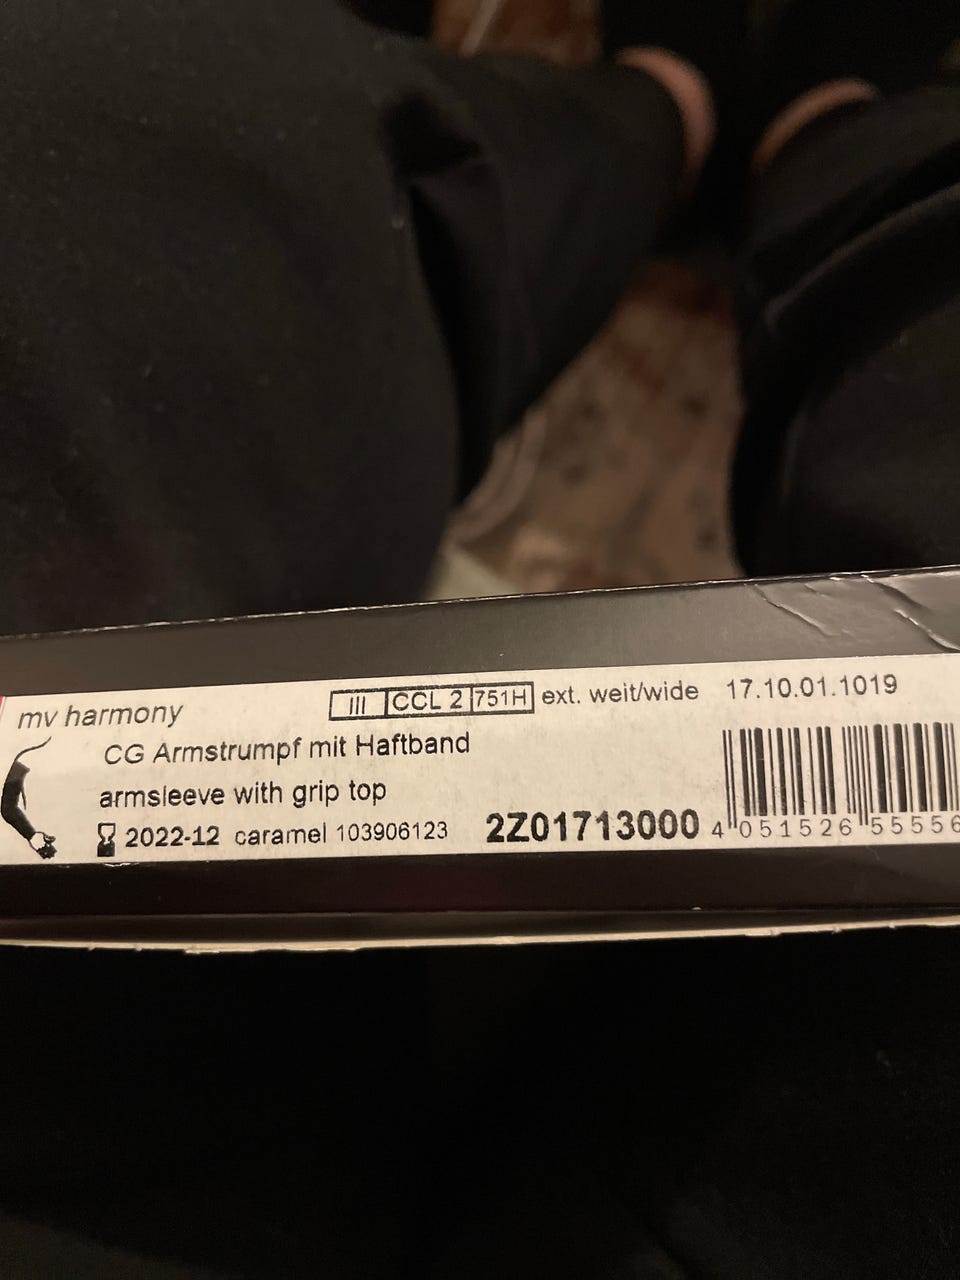 mv harmony
III CCL 2 751H ext. weit/wide 17.10.01.1019
CG Armstrumpf mit Haftband
armsleeve with grip top
2022-12 caramel 103906123 2Z01713000 4 051526 55556